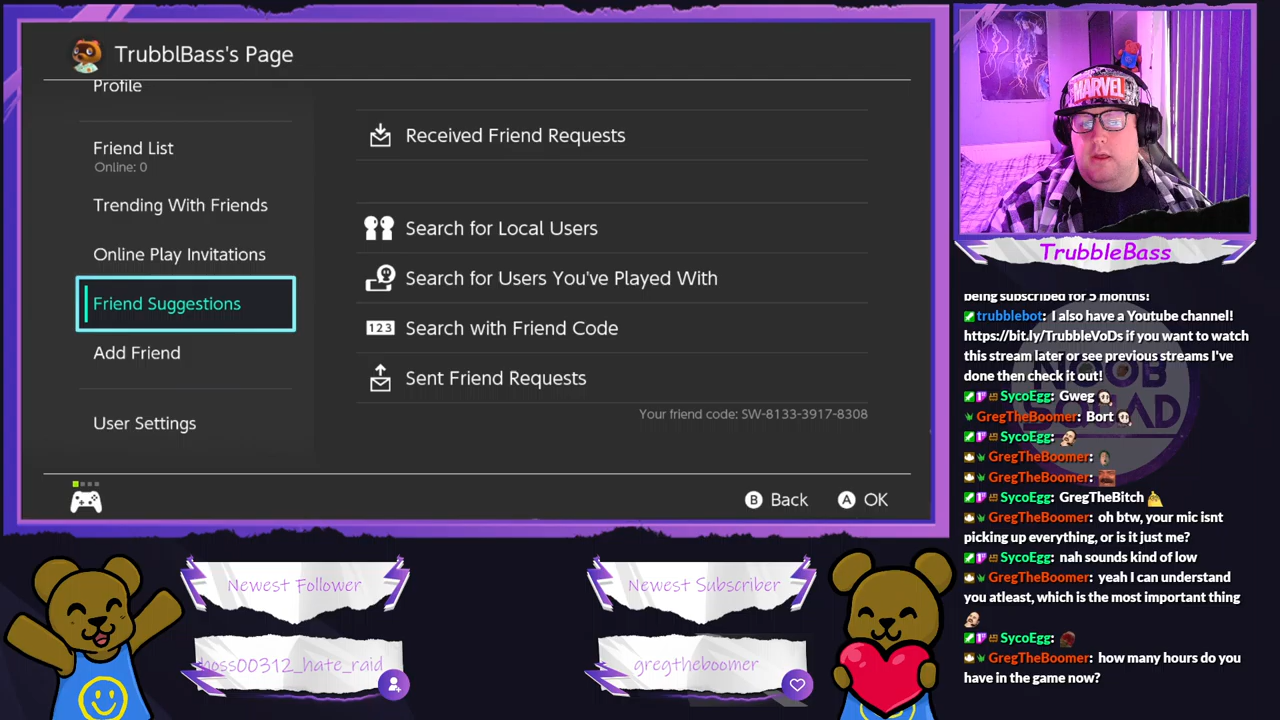 TrubblBass's Page
Profile
Friend List
Online: 0
Trending With Friends
Online Play Invitations
Friend Suggestions
Add Friend
User Settings
Received Friend Requests
Search for Local Users
Search for Users You've Played With
123 Search with Friend Code
Sent Friend Requests
Your friend code: SW-8133-3917-8308
B Back A OK
MARVEL
TrubbleBass
being subscribed for 5 months!
trubblebot: I also have a Youtube channel!
https://bit.ly/TrubbleVoDs if you want to watch
this stream later or see previous streams I've
done then check it out!
SycoEgg: Gweg
GregTheBoomer: Bort
SycoEgg:
GregTheBoomer:
GregTheBoomer:
SycoEgg: GregTheBitch
GregTheBoomer: oh btw, your mic isnt
picking up everything, or is it just me?
SycoEgg: nah sounds kind of low
GregTheBoomer: yeah I can understand
you atleast, which is the most important thing
SycoEgg:
GregTheBoomer: how many hours do you
have in the game now?
NOOB
SQUAD
Newest Follower
hoss00312_hate_raid
Newest Subscriber
gregtheboomer